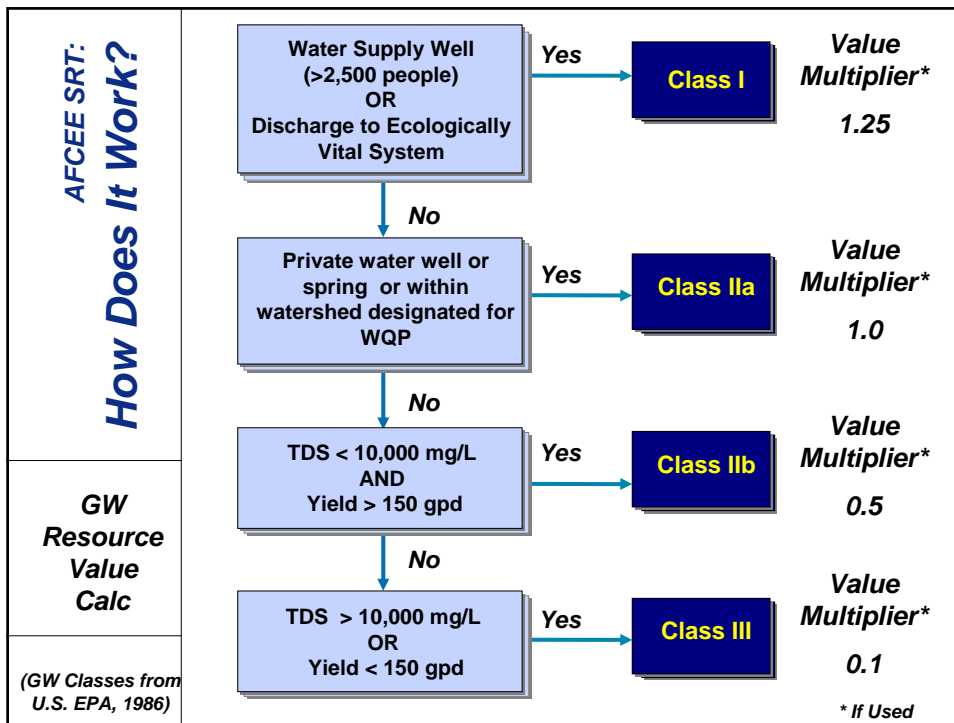 AFCEE SRT:
How Does It Work?
GW
Resource
Value
Calc
(GW Classes from
U.S. EPA, 1986)
Water Supply Well
(>2,500 people)
OR
Discharge to Ecologically
Vital System
Yes
Class I
Value
Multiplier*
1.25
No
Private water well or
spring or within
watershed designated for
WQP
Yes
Class IIa
Value
Multiplier*
1.0
No
TDS < 10,000 mg/L
AND
Yield > 150 gpd
Yes
Class IIb
Value
Multiplier*
0.5
No
TDS > 10,000 mg/L
OR
Yield < 150 gpd
Yes
Class III
Value
Multiplier*
0.1
* If Used